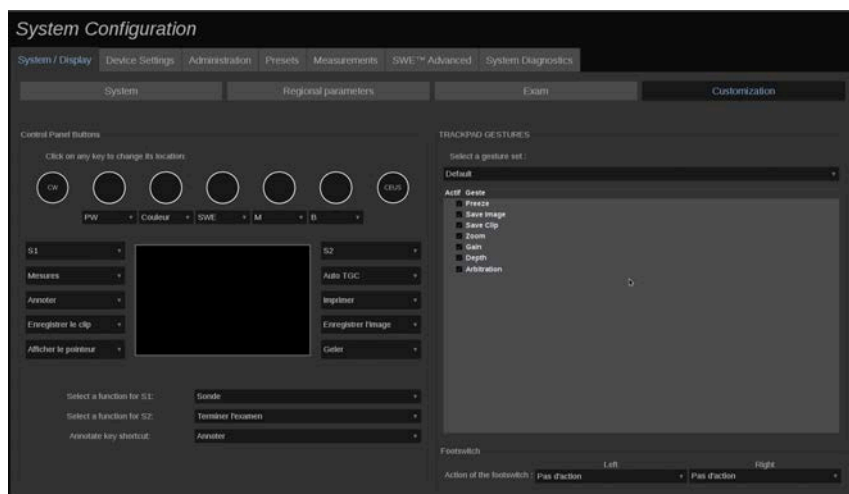 System Configuration
System / Display Device Settings Administration Presets Measurements SWE™ Advanced System Diagnostics
System Regional parameters Exam Customization
Control Panel Buttons
Click on any key to change its location:
CW CEUS
PW Couleur SWE M B
S1 S2
Mesures Auto TGC
Annoter Imprimer
Enregistrer le clip Enregistrer l'image
Afficher le pointeur Geler
Select a function for S1: Sonde
Select a function for S2: Terminer l'examen
Annotate key shortcut: Annoter
TRACKPAD GESTURES
Select a gesture set :
Default
Actif Geste
Freeze
Save Image
Save Clip
Zoom
Gain
Depth
Arbitration
Footswitch
Left Right
Action of the footswitch : Pas d'action Pas d'action